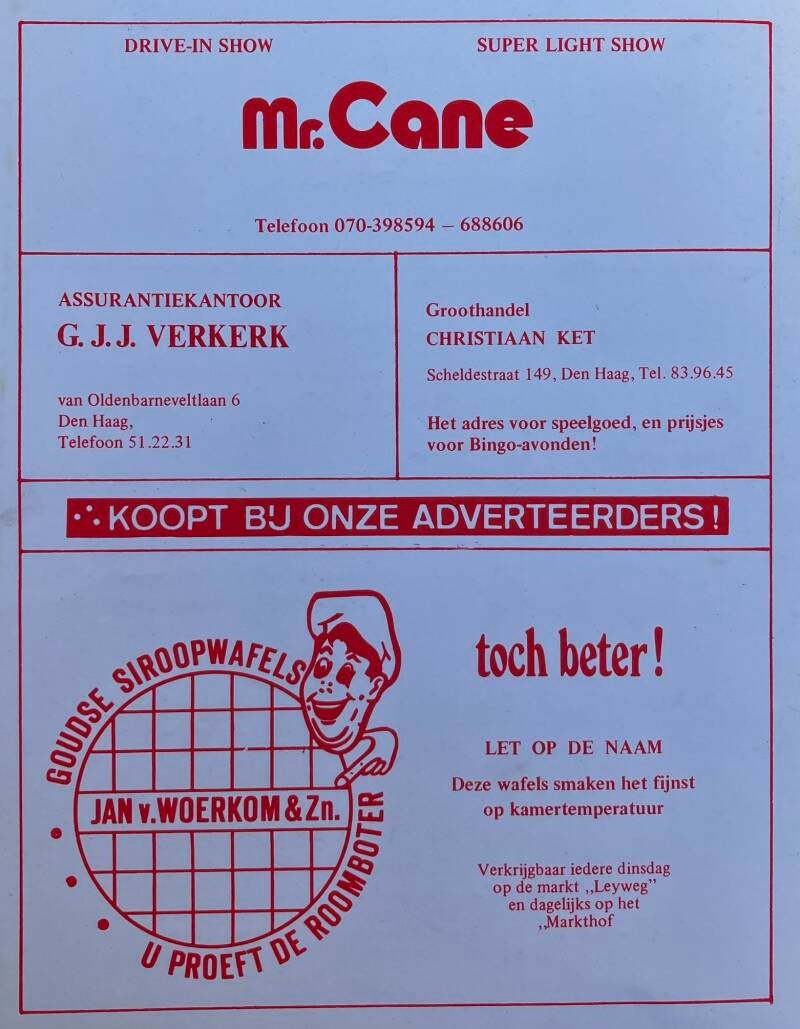 DRIVE-IN SHOW
SUPER LIGHT SHOW
Mr. Cane
Telefoon 070-398594 – 688606
ASSURANTIEKANTOOR
G. J. J. VERKERK
van Oldenbarneveltlaan 6
Den Haag,
Telefoon 51.22.31
Groothandel
CHRISTIAAN KET
Scheldestraat 149, Den Haag, Tel. 83.96.45
Het adres voor speelgoed, en prijsjes
voor Bingo-avonden!
KOOPT BIJ ONZE ADVERTEERDERS!
GOUDSE SIROOPWAFELS
JAN v. WOERKOM & Zn.
U PROEFT DE ROOMBOTER
toch beter!
LET OP DE NAAM
Deze wafels smaken het fijnst
op kamertemperatuur
Verkrijgbaar iedere dinsdag
op de markt ,,Leyweg”
en dagelijks op het
,,Markthof